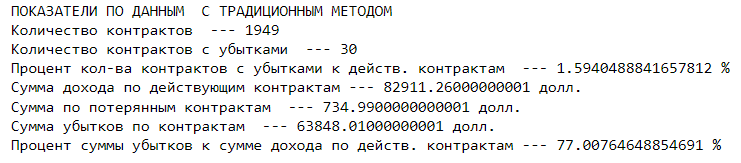 ПОКАЗАТЕЛИ ПО ДАННЫМ  С ТРАДИЦИОННЫМ МЕТОДОМ
Количество контрактов  --- 1949
Количество контрактов с убытками  --- 30
Процент кол-ва контрактов с убытками к действ. контрактам  --- 1.5940488841657812 %
Сумма дохода по действующим контрактам --- 82911.26000000001 долл.
Сумма по потерянным контрактам  --- 734.9900000000001 долл.
Сумма убытков по контрактам  --- 63848.01000000001 долл.
Процент суммы убытков к сумме дохода по действ. контрактам --- 77.00764648854691 %